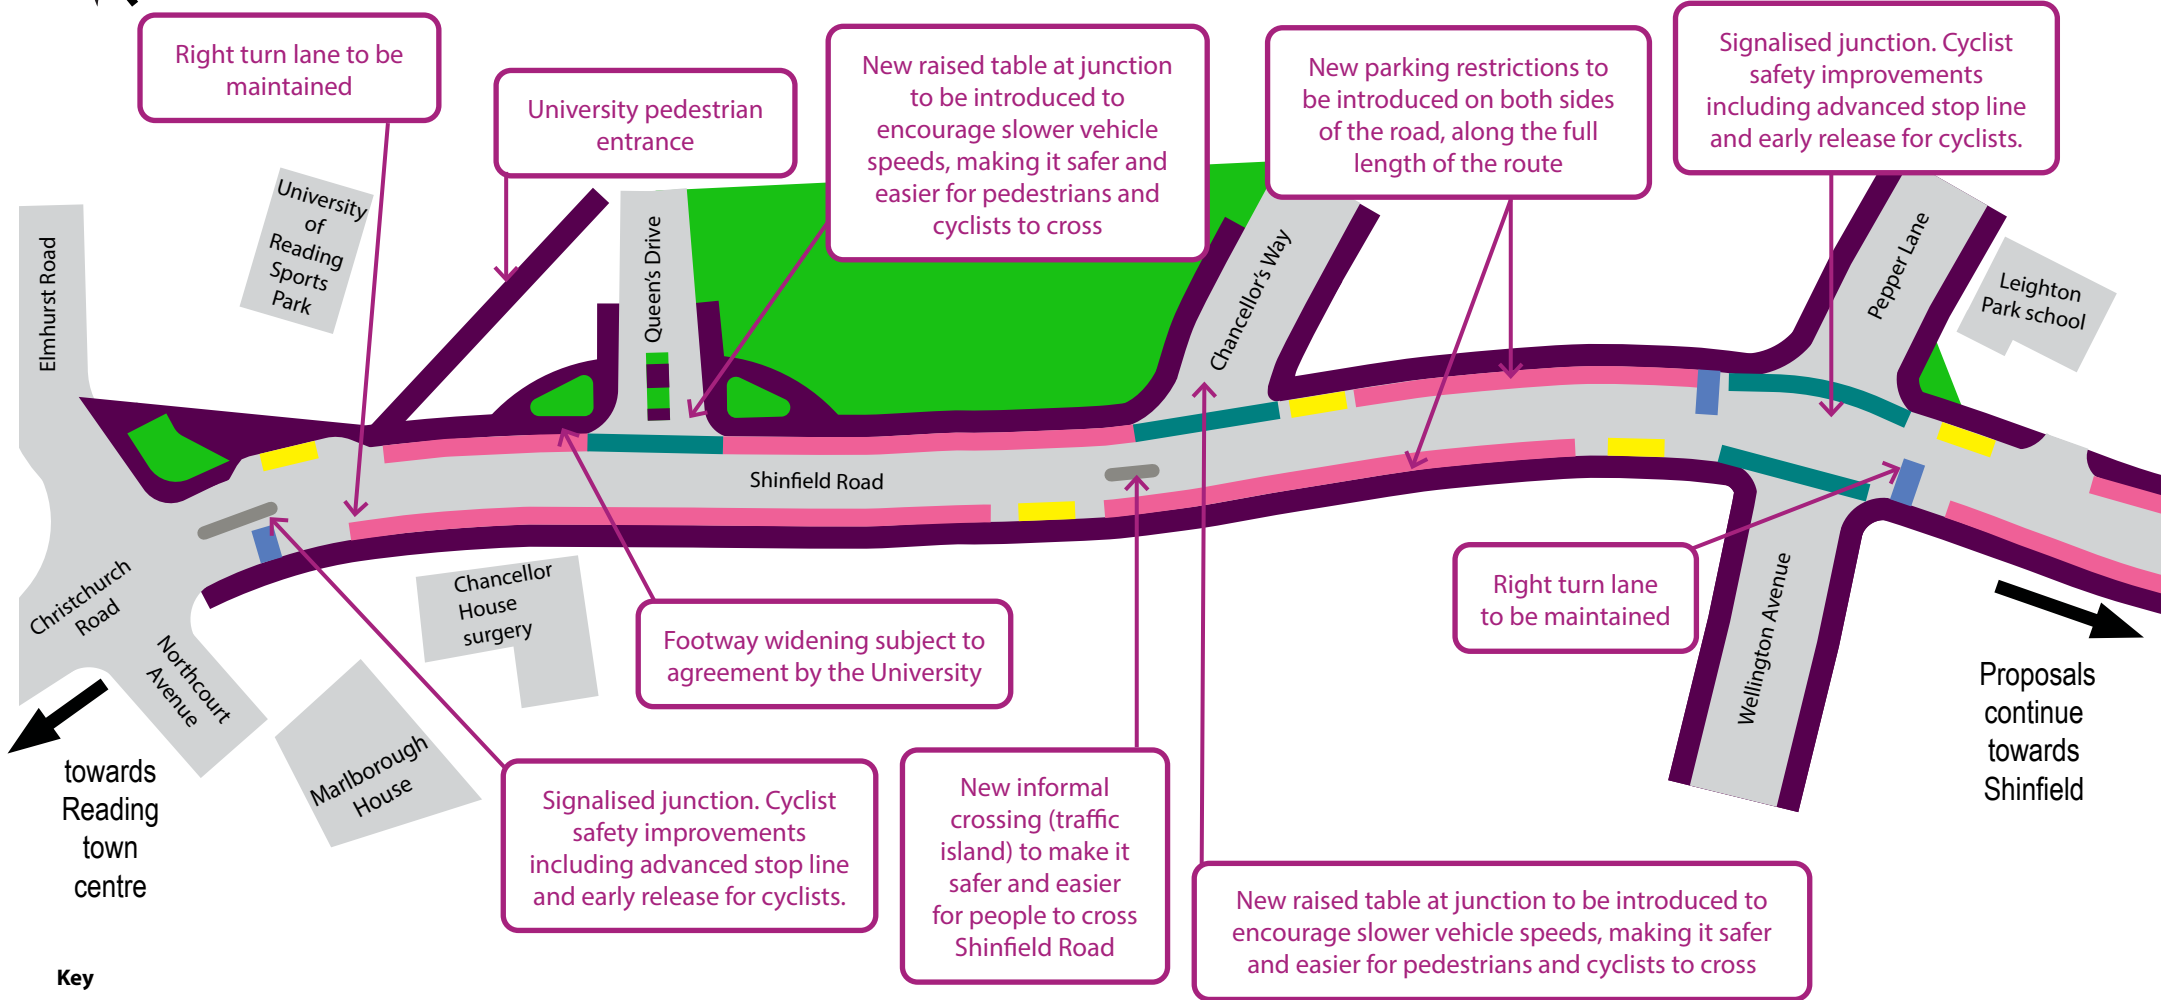 Right turn lane to be
maintained
University pedestrian
entrance
New raised table at junction
to be introduced to
encourage slower vehicle
speeds, making it safer and
easier for pedestrians and
cyclists to cross
New parking restrictions to
be introduced on both sides
of the road, along the full
length of the route
Signalised junction. Cyclist
safety improvements
including advanced stop line
and early release for cyclists.
Elmhurst Road
University
of
Reading
Sports
Park
Queen's Drive
Chancellor's Way
Pepper Lane
Leighton
Park school
Shinfield Road
Christchurch
Road
Northcourt
Avenue
Chancellor
House
surgery
Marlborough
House
Footway widening subject to
agreement by the University
Right turn lane
to be maintained
Wellington Avenue
Proposals
continue
towards
Shinfield
towards
Reading
town
centre
Signalised junction. Cyclist
safety improvements
including advanced stop line
and early release for cyclists.
New informal
crossing (traffic
island) to make it
safer and easier
for people to cross
Shinfield Road
New raised table at junction to be introduced to
encourage slower vehicle speeds, making it safer
and easier for pedestrians and cyclists to cross
Key